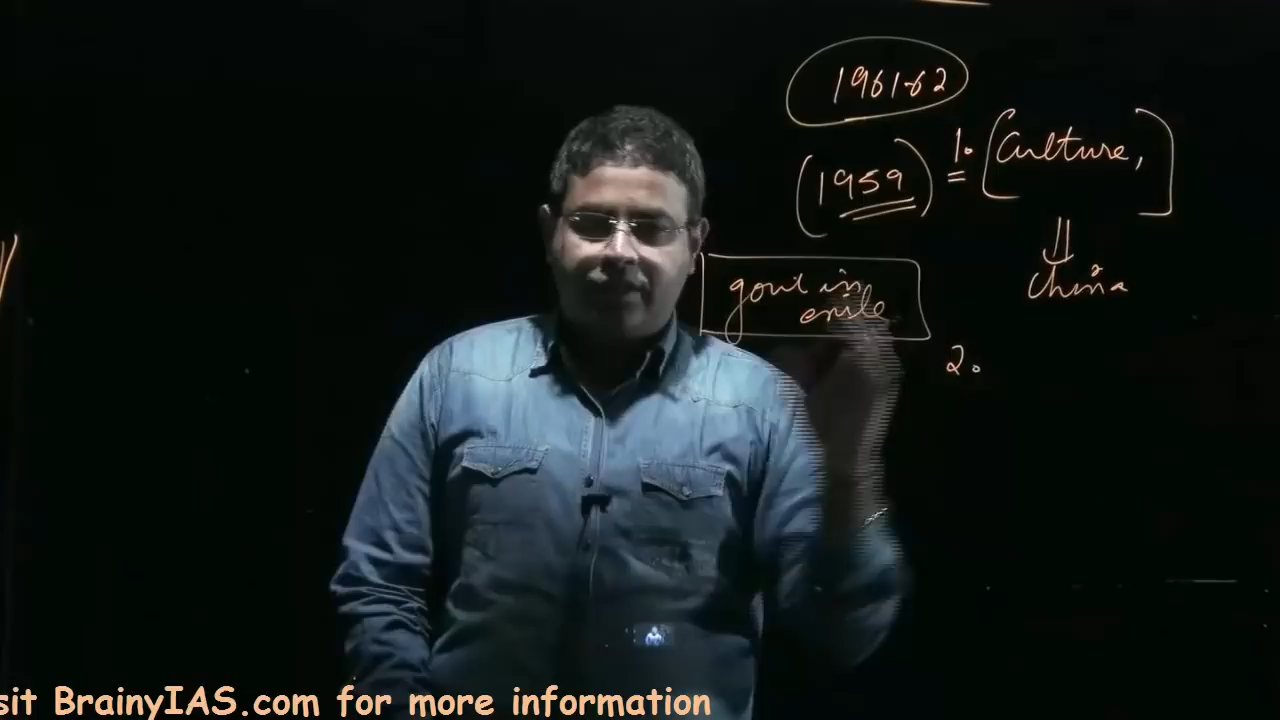 1961-62
(1959) = 1. [Culture,]
⇓
China
govt in
exile
2.
sit BrainyIAS.com for more information